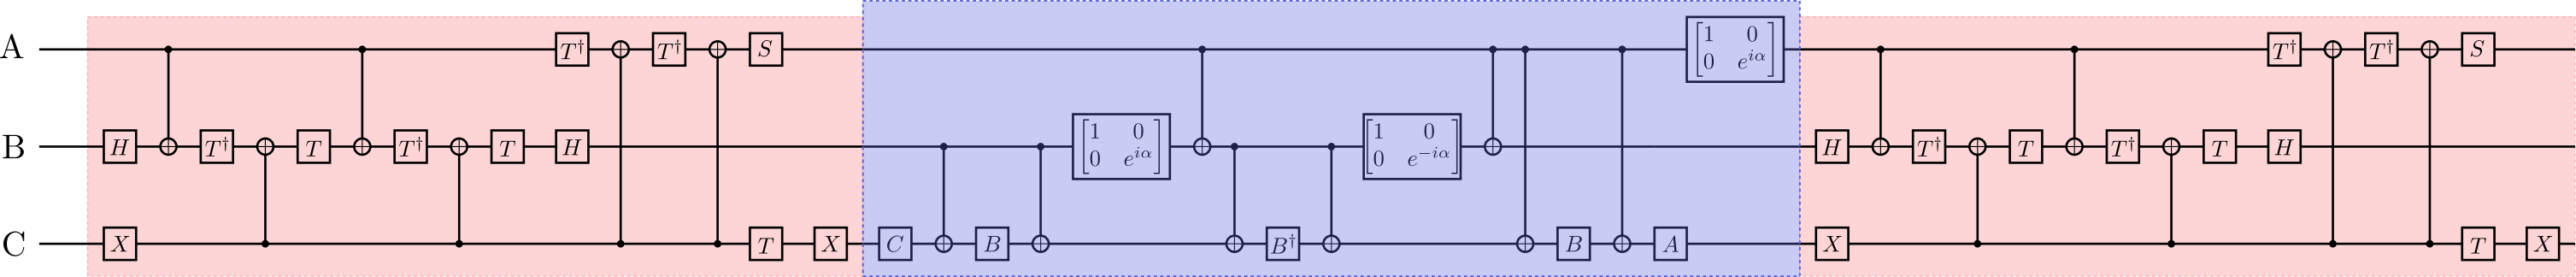 A T† T† S [1 0 0 e^{iα}] T† T† S
B H T† T T† T H [1 0 0 e^{iα}] [1 0 0 e^{-iα}] H T† T T† T H
C X T X C B B† B A X T X